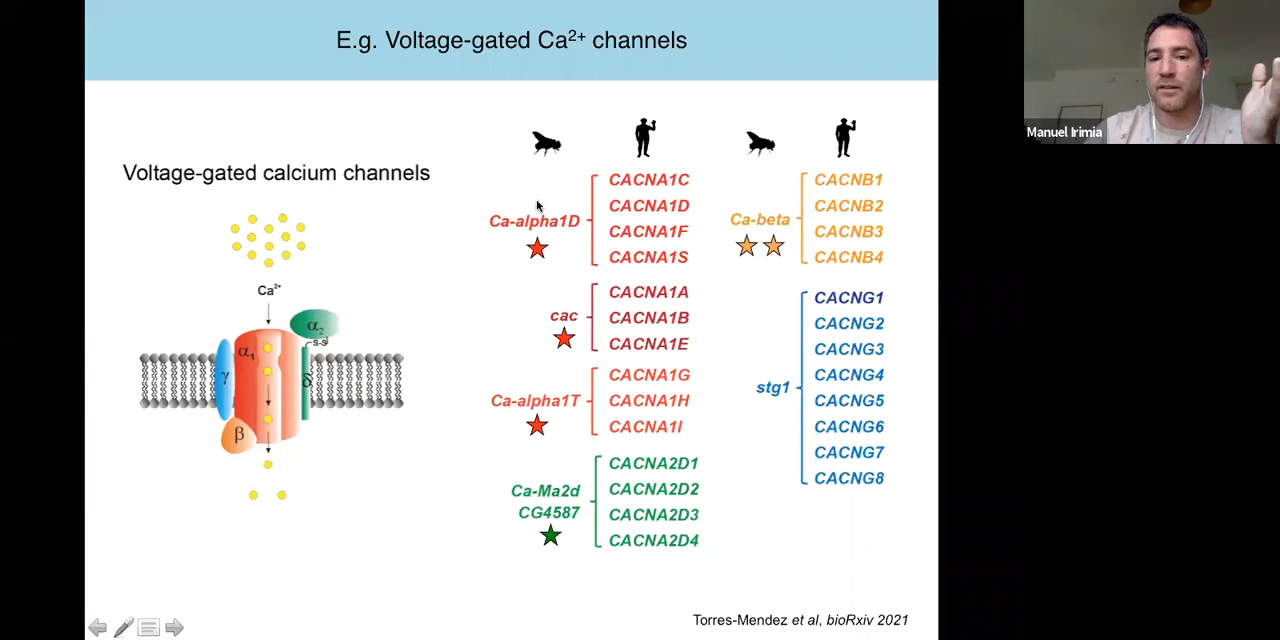 E.g. Voltage-gated Ca²⁺ channels
Manuel Irimia
Voltage-gated calcium channels
Ca²⁺
α₂
s-s
α₁
γ
δ
β
Ca-alpha1D
CACNA1C
CACNA1D
CACNA1F
CACNA1S
cac
CACNA1A
CACNA1B
CACNA1E
Ca-alpha1T
CACNA1G
CACNA1H
CACNA1I
Ca-Ma2d
CG4587
CACNA2D1
CACNA2D2
CACNA2D3
CACNA2D4
Ca-beta
CACNB1
CACNB2
CACNB3
CACNB4
stg1
CACNG1
CACNG2
CACNG3
CACNG4
CACNG5
CACNG6
CACNG7
CACNG8
Torres-Mendez et al, bioRxiv 2021